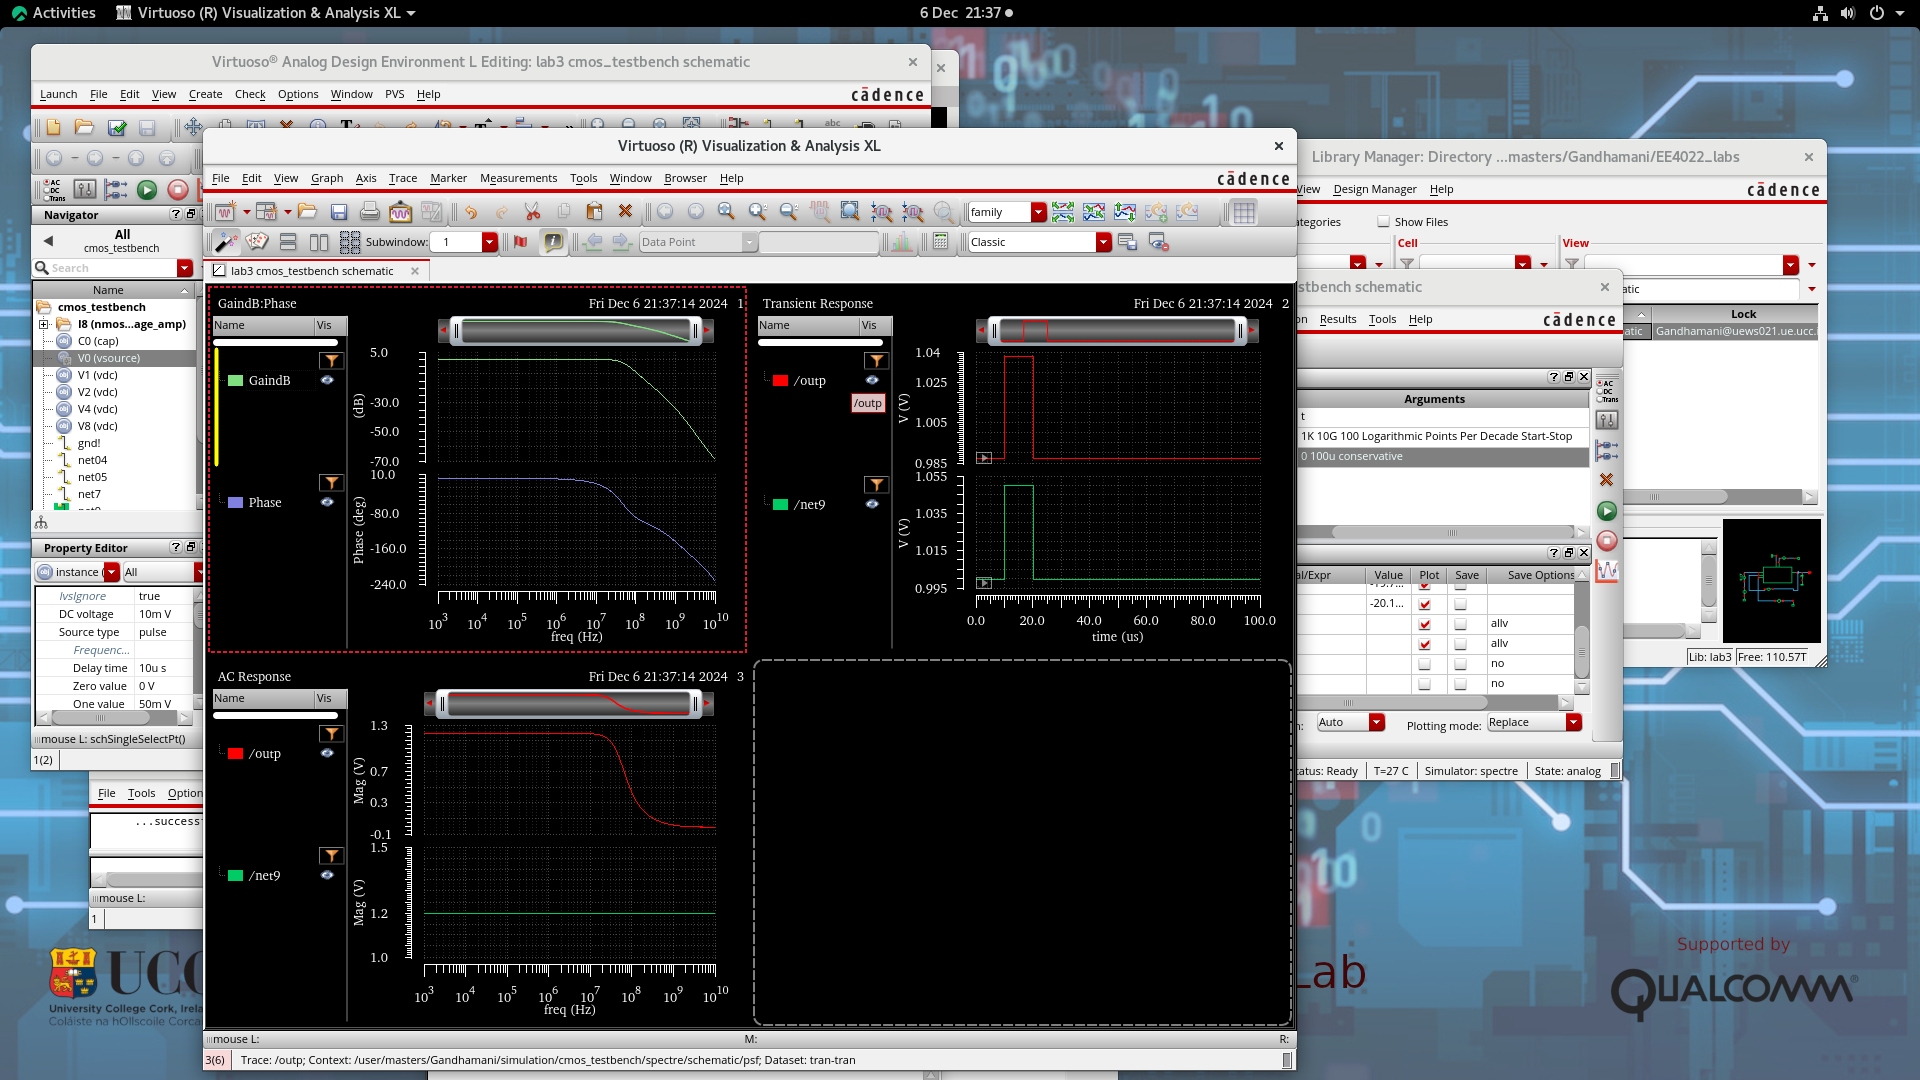 Activities
Virtuoso (R) Visualization & Analysis XL
6 Dec 21:37
Virtuoso® Analog Design Environment L Editing: lab3 cmos_testbench schematic
Launch File Edit View Create Check Options Window PVS Help
cādence
Navigator
All
cmos_testbench
Search
Name
cmos_testbench
I8 (nmos...age_amp)
C0 (cap)
V0 (vsource)
V1 (vdc)
V2 (vdc)
V4 (vdc)
V8 (vdc)
gnd!
net04
net05
net7
Property Editor
instance ( All
lvsIgnore true
DC voltage 10m V
Source type pulse
Frequenc...
Delay time 10u s
Zero value 0 V
One value 50m V
mouse L: schSingleSelectPt()
1(2)
File Tools Option
...success
mouse L:
1
Virtuoso (R) Visualization & Analysis XL
File Edit View Graph Axis Trace Marker Measurements Tools Window Browser Help
cādence
family
Subwindow: 1
Data Point
Classic
lab3 cmos_testbench schematic
GaindB:Phase
Fri Dec 6 21:37:14 2024 1
Name Vis
GaindB
Phase
5.0
-30.0
-50.0
-70.0
(dB)
10.0
-80.0
-160.0
-240.0
Phase (deg)
10^3 10^4 10^5 10^6 10^7 10^8 10^9 10^10
freq (Hz)
Transient Response
Fri Dec 6 21:37:14 2024 2
Name Vis
/outp
/outp
/net9
1.04
1.025
1.005
0.985
V (V)
1.055
1.035
1.015
0.995
V (V)
0.0 20.0 40.0 60.0 80.0 100.0
time (us)
AC Response
Fri Dec 6 21:37:14 2024 3
Name Vis
/outp
/net9
1.3
0.7
0.3
-0.1
Mag (V)
1.5
1.2
1.0
Mag (V)
10^3 10^4 10^5 10^6 10^7 10^8 10^9 10^10
freq (Hz)
mouse L: M: R:
3(6) Trace: /outp; Context: /user/masters/Gandhamani/simulation/cmos_testbench/spectre/schematic/psf; Dataset: tran-tran
Library Manager: Directory ...masters/Gandhamani/EE4022_labs
View Design Manager Help
cādence
ategories Show Files
Cell View
atic
Lock
atic Gandhamani@uews021.ue.ucc.i
Lib: lab3 Free: 110.57T
stbench schematic
on Results Tools Help
cādence
Arguments
t
1K 10G 100 Logarithmic Points Per Decade Start-Stop
0 100u conservative
AC
DC
Trans
al/Expr Value Plot Save Save Options
-20.1...
allv
allv
no
no
Auto Plotting mode: Replace
atus: Ready T=27 C Simulator: spectre State: analog
UCC
University College Cork, Irelan
Coláiste na hOllscoile Corca
Lab
Supported by
QUALCOMM®